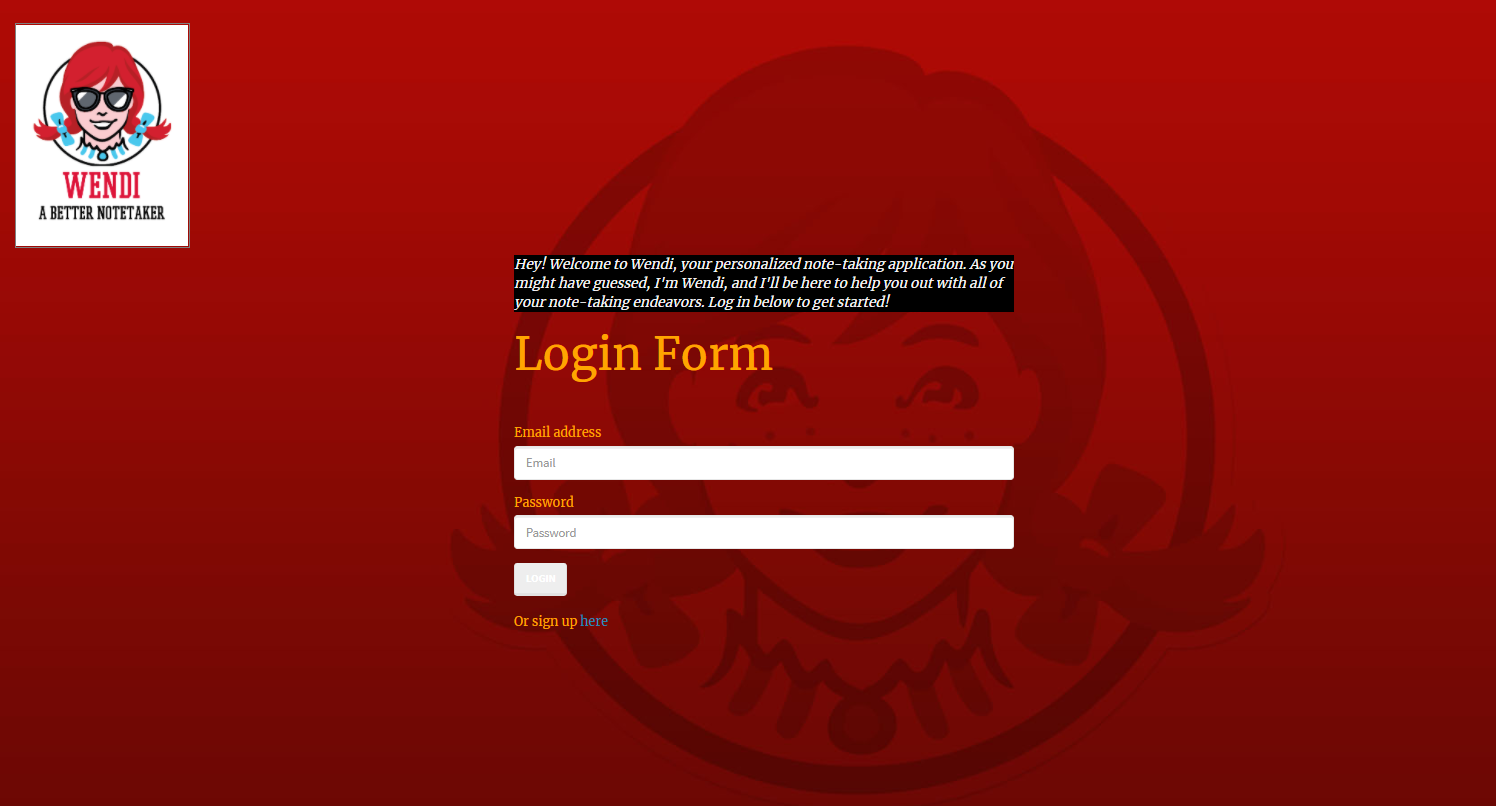 WENDI
A BETTER NOTETAKER
Hey! Welcome to Wendi, your personalized note-taking application. As you
might have guessed, I'm Wendi, and I'll be here to help you out with all of
your note-taking endeavors. Log in below to get started!
Login Form
Email address
Email
Password
Password
LOGIN
Or sign up here